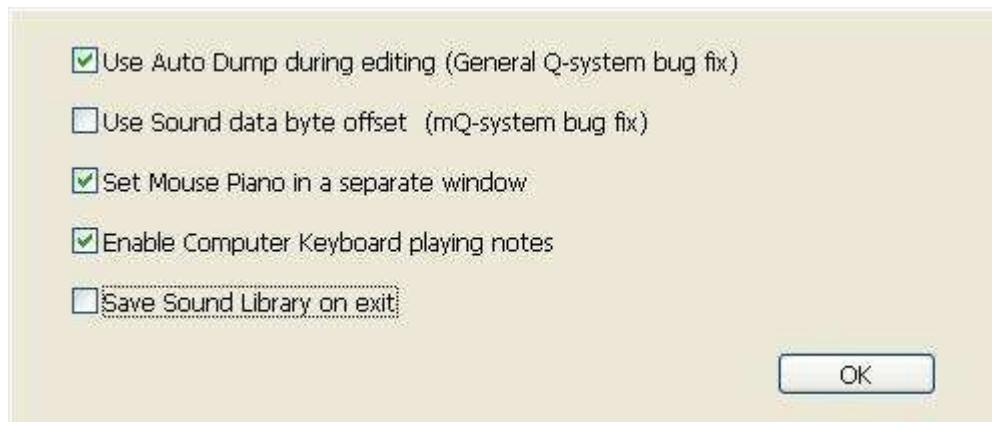 Use Auto Dump during editing (General Q-system bug fix)
Use Sound data byte offset (mQ-system bug fix)
Set Mouse Piano in a separate window
Enable Computer Keyboard playing notes
Save Sound Library on exit
OK